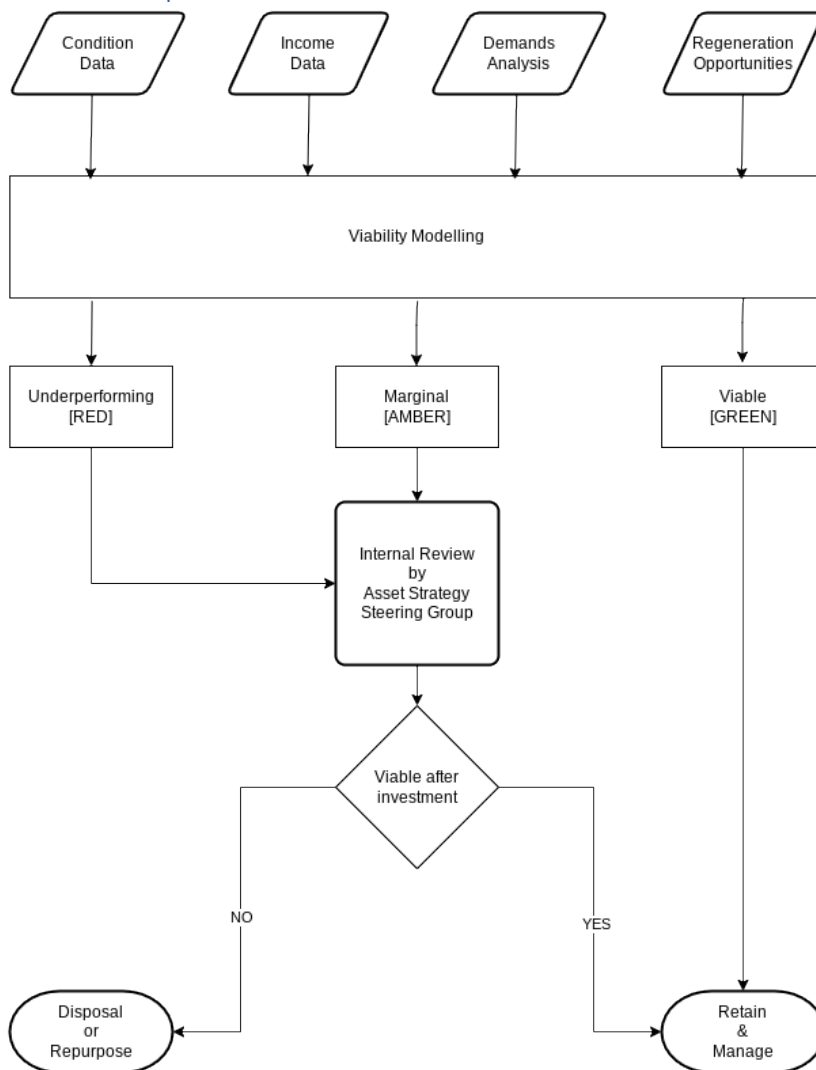 Condition
Data
Income
Data
Demands
Analysis
Regeneration
Opportunities
Viability Modelling
Underperforming
[RED]
Marginal
[AMBER]
Viable
[GREEN]
Internal Review
by
Asset Strategy
Steering Group
Viable after
investment
NO
YES
Disposal
or
Repurpose
Retain
&
Manage